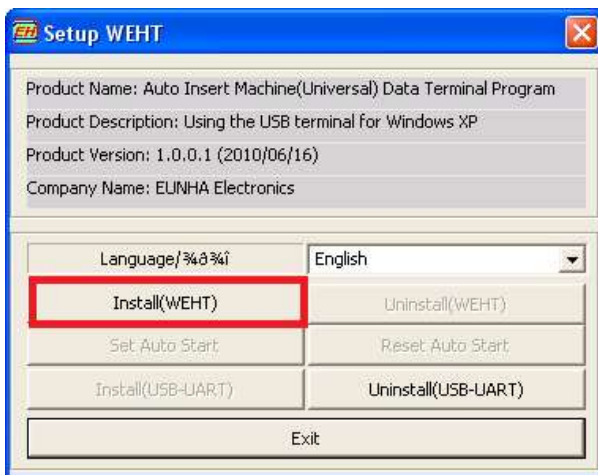 EH Setup WEHT
Product Name: Auto Insert Machine(Universal) Data Terminal Program
Product Description: Using the USB terminal for Windows XP
Product Version: 1.0.0.1 (2010/06/16)
Company Name: EUNHA Electronics
Language/¾ð¾î English
Install(WEHT) Uninstall(WEHT)
Set Auto Start Reset Auto Start
Install(USB-UART) Uninstall(USB-UART)
Exit